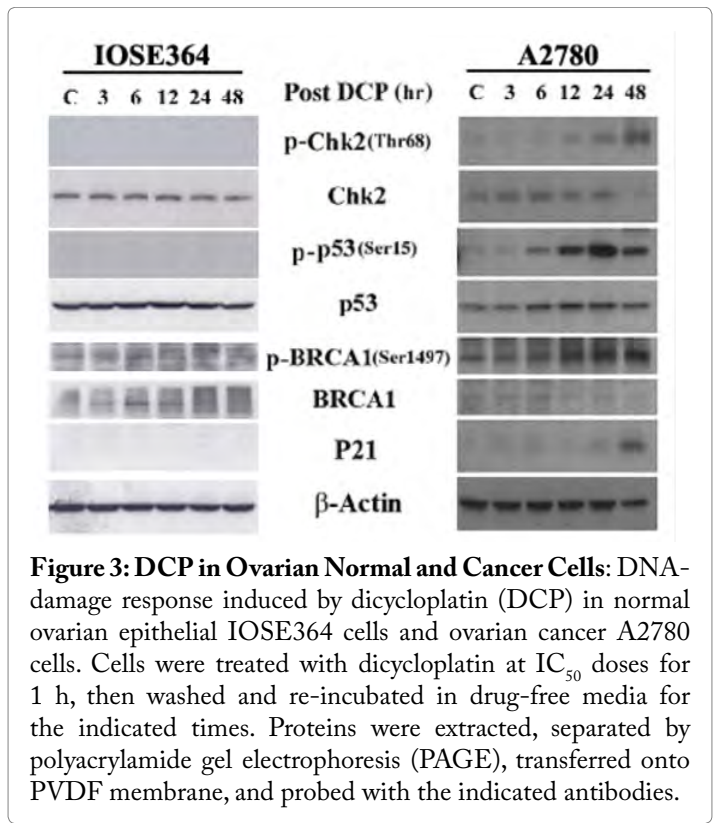 IOSE364 A2780
C 3 6 12 24 48 Post DCP (hr) C 3 6 12 24 48
p-Chk2(Thr68)
Chk2
p-p53(Ser15)
p53
p-BRCA1(Ser1497)
BRCA1
P21
β-Actin
Figure 3: DCP in Ovarian Normal and Cancer Cells: DNA-
damage response induced by dicycloplatin (DCP) in normal
ovarian epithelial IOSE364 cells and ovarian cancer A2780
cells. Cells were treated with dicycloplatin at IC50 doses for
1 h, then washed and re-incubated in drug-free media for
the indicated times. Proteins were extracted, separated by
polyacrylamide gel electrophoresis (PAGE), transferred onto
PVDF membrane, and probed with the indicated antibodies.